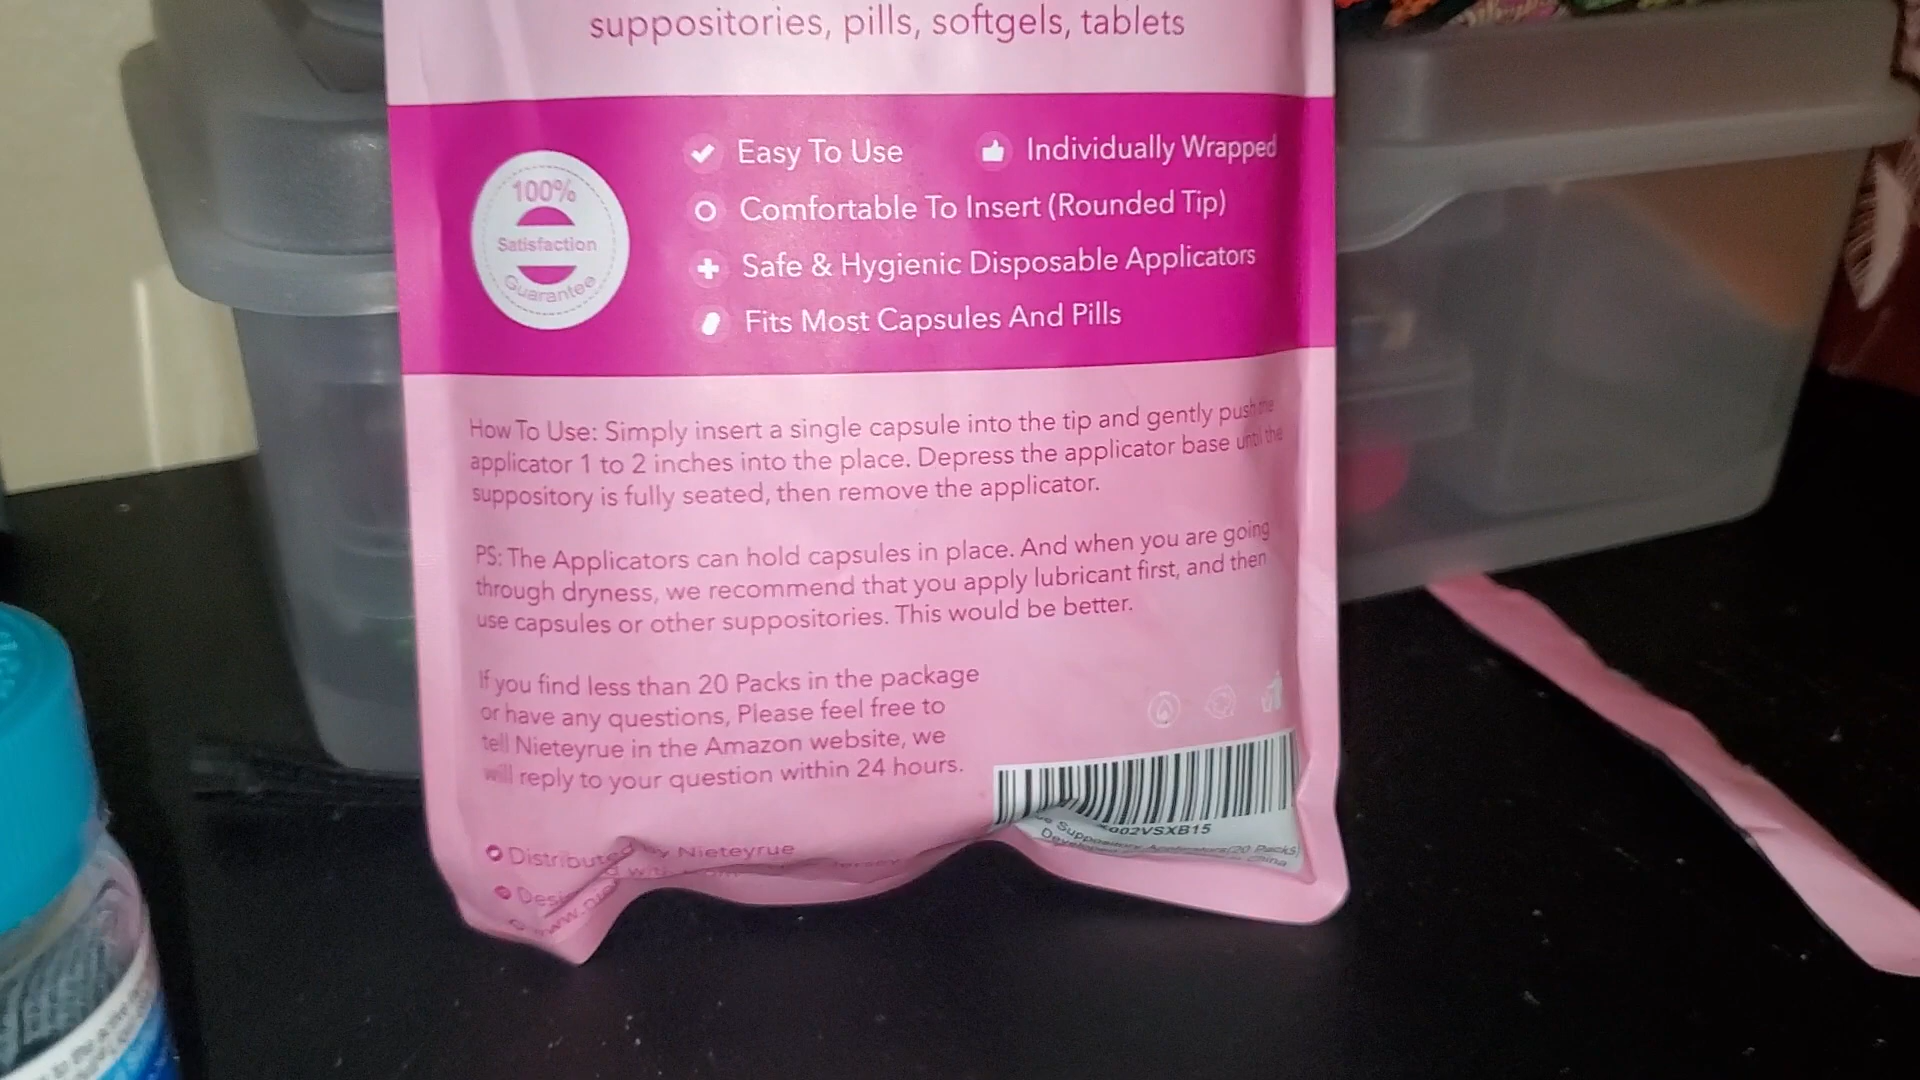 suppositories, pills, softgels, tablets
100%
Satisfaction
Guarantee
Easy To Use
Individually Wrapped
Comfortable To Insert (Rounded Tip)
Safe & Hygienic Disposable Applicators
Fits Most Capsules And Pills
How To Use: Simply insert a single capsule into the tip and gently push the
applicator 1 to 2 inches into the place. Depress the applicator base until the
suppository is fully seated, then remove the applicator.
PS: The Applicators can hold capsules in place. And when you are going
through dryness, we recommend that you apply lubricant first, and then
use capsules or other suppositories. This would be better.
If you find less than 20 Packs in the package
or have any questions, Please feel free to
tell Nieteyrue in the Amazon website, we
will reply to your question within 24 hours.
002VSXB15
Suppository Applicators(20 Packs)
China
Distributed by Nieteyrue